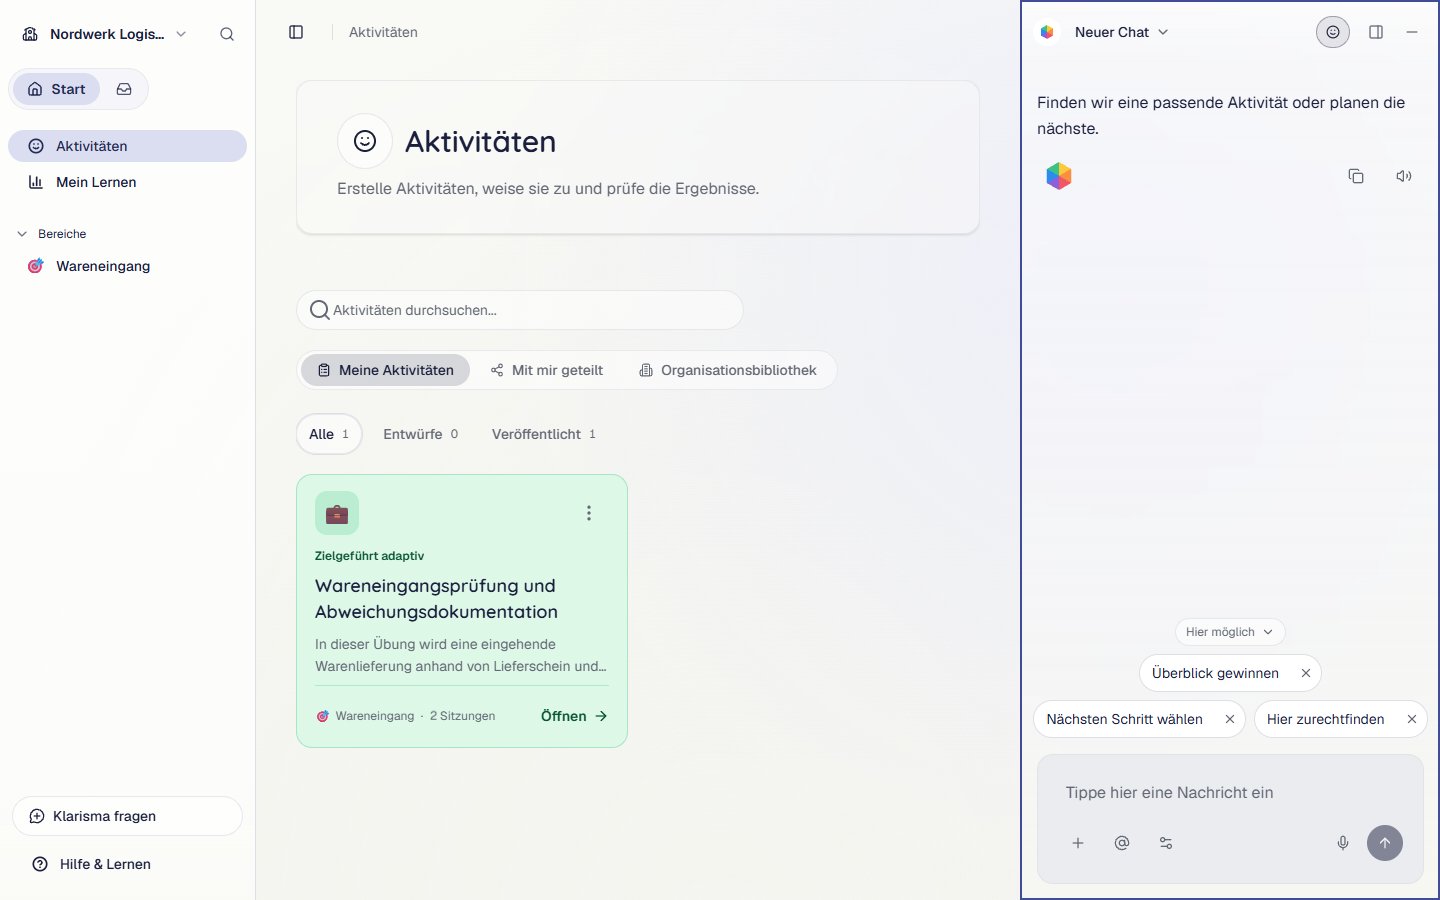 Nordwerk Logis...
Start
Aktivitäten
Mein Lernen
Bereiche
Wareneingang
Klarisma fragen
Hilfe & Lernen
Aktivitäten
Aktivitäten
Erstelle Aktivitäten, weise sie zu und prüfe die Ergebnisse.
Aktivitäten durchsuchen...
Meine Aktivitäten
Mit mir geteilt
Organisationsbibliothek
Alle 1
Entwürfe 0
Veröffentlicht 1
Zielgeführt adaptiv
Wareneingangsprüfung und
Abweichungsdokumentation
In dieser Übung wird eine eingehende
Warenlieferung anhand von Lieferschein und...
Wareneingang · 2 Sitzungen
Öffnen
Neuer Chat
Finden wir eine passende Aktivität oder planen die
nächste.
Hier möglich
Überblick gewinnen
Nächsten Schritt wählen
Hier zurechtfinden
Tippe hier eine Nachricht ein